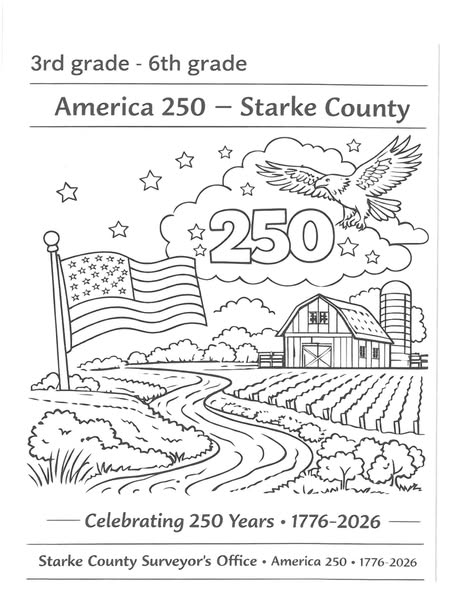 3rd grade - 6th grade
America 250 – Starke County
250
Celebrating 250 Years • 1776-2026
Starke County Surveyor's Office • America 250 • 1776-2026